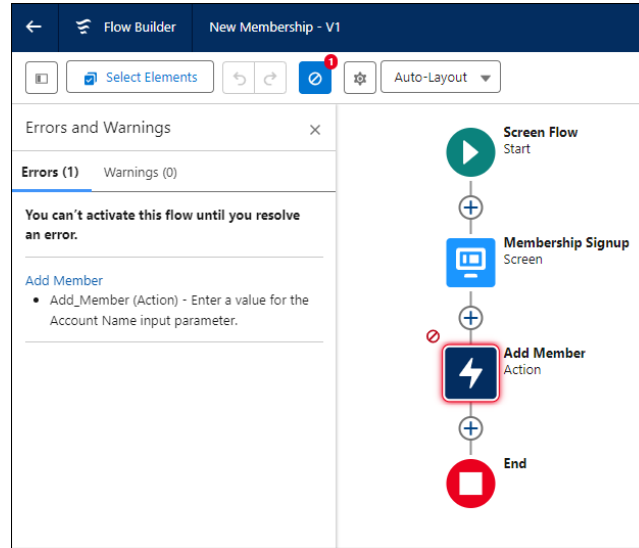 Flow Builder
New Membership - V1
Select Elements
1
Auto-Layout
Errors and Warnings
Errors (1)
Warnings (0)
You can't activate this flow until you resolve
an error.
Add Member
• Add_Member (Action) - Enter a value for the
Account Name input parameter.
Screen Flow
Start
Membership Signup
Screen
Add Member
Action
End